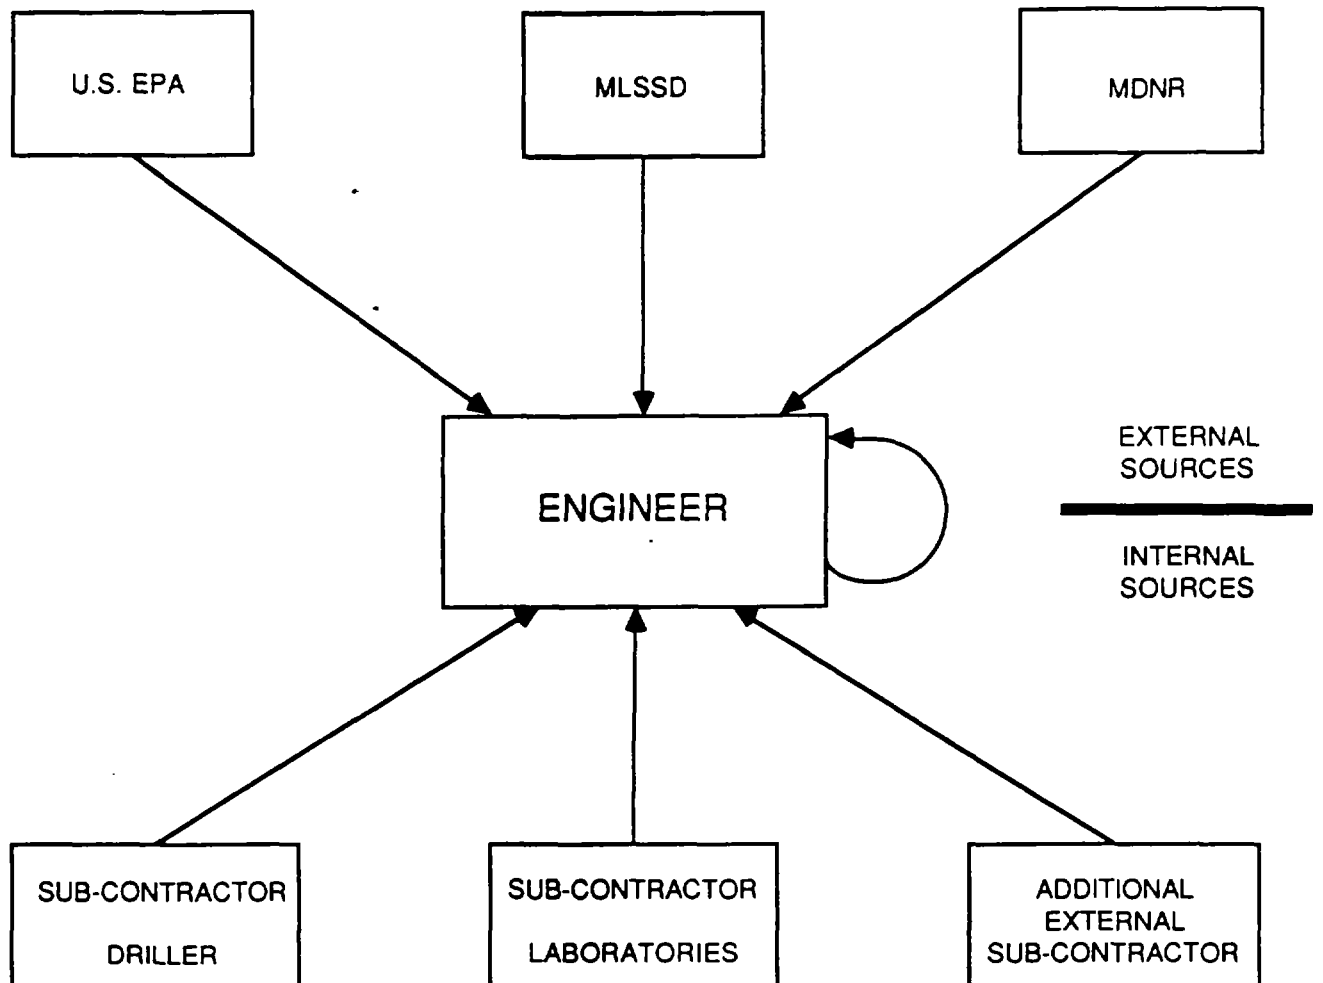 U.S. EPA
MLSSD
MDNR
ENGINEER
EXTERNAL
SOURCES
INTERNAL
SOURCES
SUB-CONTRACTOR
DRILLER
SUB-CONTRACTOR
LABORATORIES
ADDITIONAL
EXTERNAL
SUB-CONTRACTOR